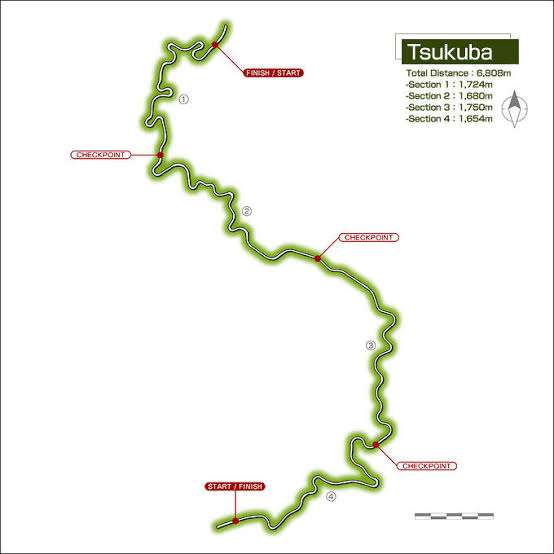 Tsukuba
Total Distance : 6,808m
-Section 1 : 1,724m
-Section 2 : 1,680m
-Section 3 : 1,750m
-Section 4 : 1,654m
FINISH / START
①
CHECKPOINT
②
CHECKPOINT
③
CHECKPOINT
START / FINISH
④